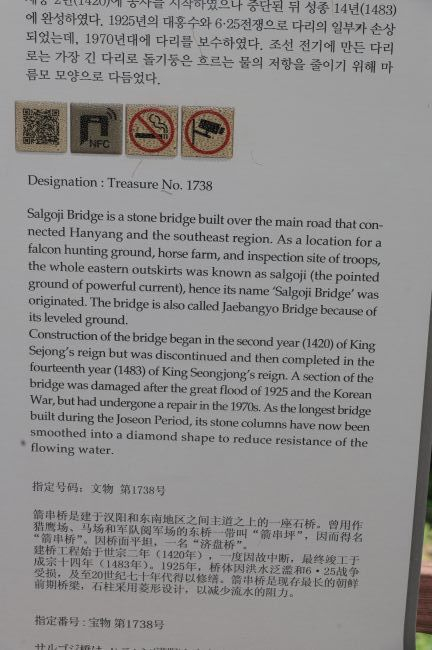 세종 2년(1420)에 공사를 시작하였으나 중단된 뒤 성종 14년(1483)
에 완성하였다. 1925년의 대홍수와 6·25전쟁으로 다리의 일부가 손상
되었는데, 1970년대에 다리를 보수하였다. 조선 전기에 만든 다리
로는 가장 긴 다리로 돌기둥은 흐르는 물의 저항을 줄이기 위해 마
름모 모양으로 다듬었다.
NFC
Designation : Treasure No. 1738
Salgoji Bridge is a stone bridge built over the main road that con-
nected Hanyang and the southeast region. As a location for a
falcon hunting ground, horse farm, and inspection site of troops,
the whole eastern outskirts was known as salgoji (the pointed
ground of powerful current), hence its name ‘Salgoji Bridge’ was
originated. The bridge is also called Jaebangyo Bridge because of
its leveled ground.
Construction of the bridge began in the second year (1420) of King
Sejong’s reign but was discontinued and then completed in the
fourteenth year (1483) of King Seongjong’s reign. A section of the
bridge was damaged after the great flood of 1925 and the Korean
War, but had undergone a repair in the 1970s. As the longest bridge
built during the Joseon Period, its stone columns have now been
smoothed into a diamond shape to reduce resistance of the
flowing water.
指定号码: 文物 第1738号
箭串桥是建于汉阳和东南地区之间主道之上的一座石桥。曾用作
猎鹰场、马场和军队阅军场的东桥一带叫“箭串坪”，因而得名
“箭串桥”。因桥面平坦，一名“济盘桥”。
建桥工程始于世宗二年（1420年），一度因故中断，最终竣工于
成宗十四年（1483年）。1925年，桥体因洪水泛滥和6·25战争
受损，及至20世纪七十年代得以修缮。箭串桥是现存最长的朝鲜
前期桥梁，石柱采用菱形设计，以减少流水的阻力。
指定番号: 宝物 第1738号